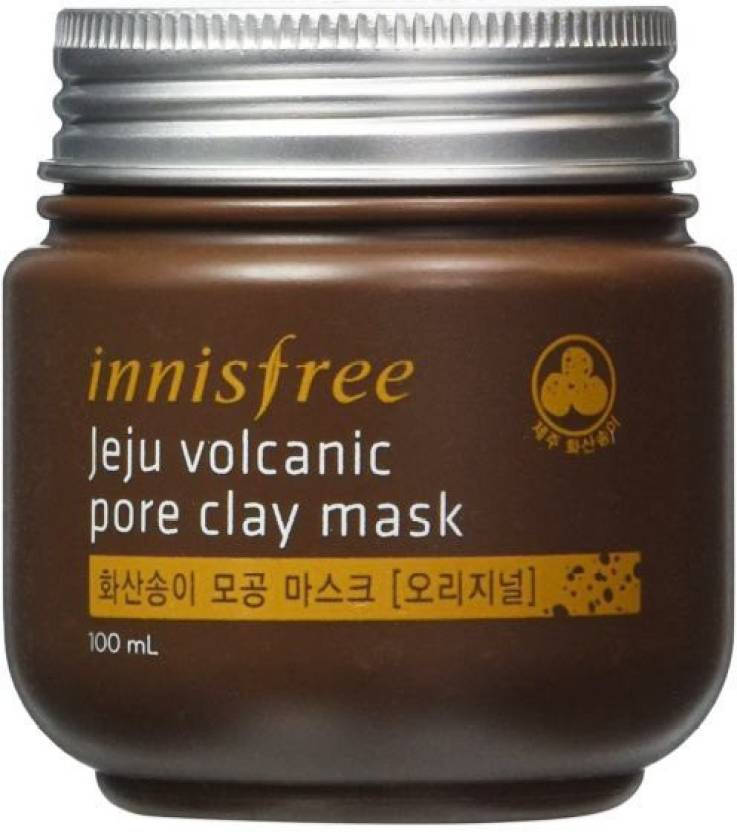 innisfree
제주 화산송이
Jeju volcanic
pore clay mask
화산송이 모공 마스크 [오리지널]
100 mL